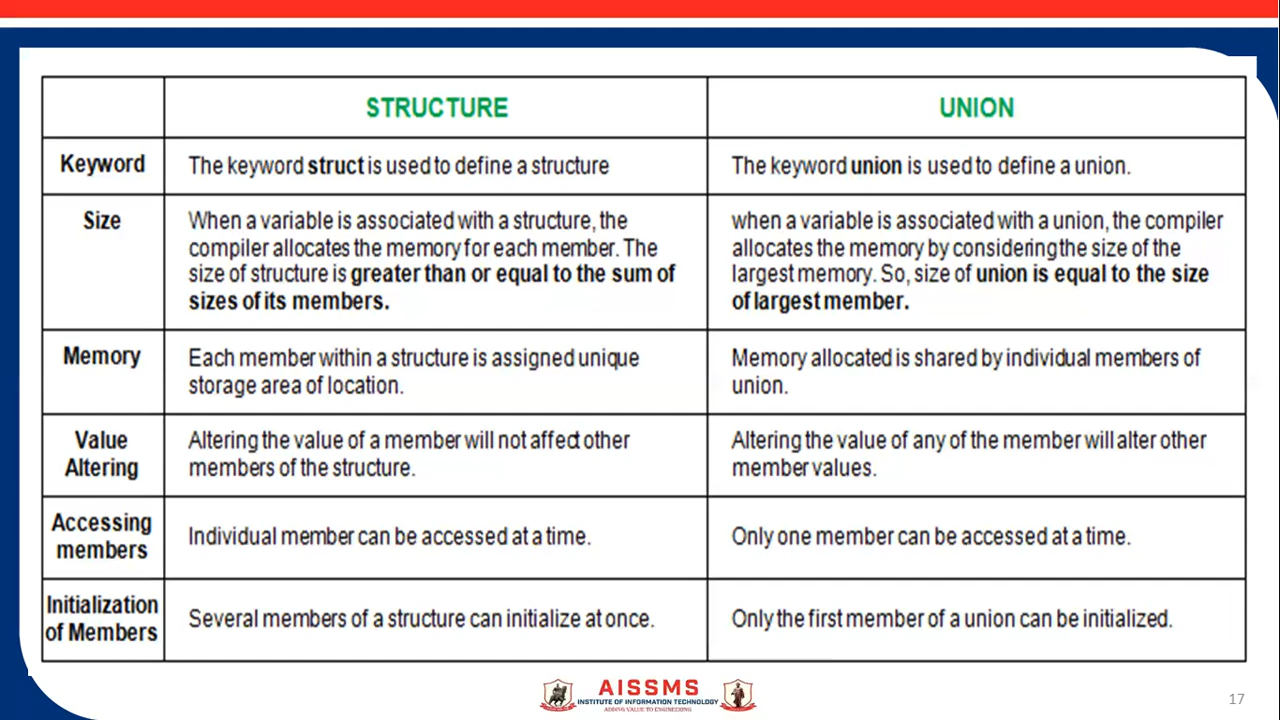 STRUCTURE
UNION
Keyword
The keyword struct is used to define a structure
The keyword union is used to define a union.
Size
When a variable is associated with a structure, the
compiler allocates the memory for each member. The
size of structure is greater than or equal to the sum of
sizes of its members.
when a variable is associated with a union, the compiler
allocates the memory by considering the size of the
largest memory. So, size of union is equal to the size
of largest member.
Memory
Each member within a structure is assigned unique
storage area of location.
Memory allocated is shared by individual members of
union.
Value
Altering
Altering the value of a member will not affect other
members of the structure.
Altering the value of any of the member will alter other
member values.
Accessing
members
Individual member can be accessed at a time.
Only one member can be accessed at a time.
Initialization
of Members
Several members of a structure can initialize at once.
Only the first member of a union can be initialized.
AISSMS
INSTITUTE OF INFORMATION TECHNOLOGY
ADDING VALUE TO ENGINEERING
17